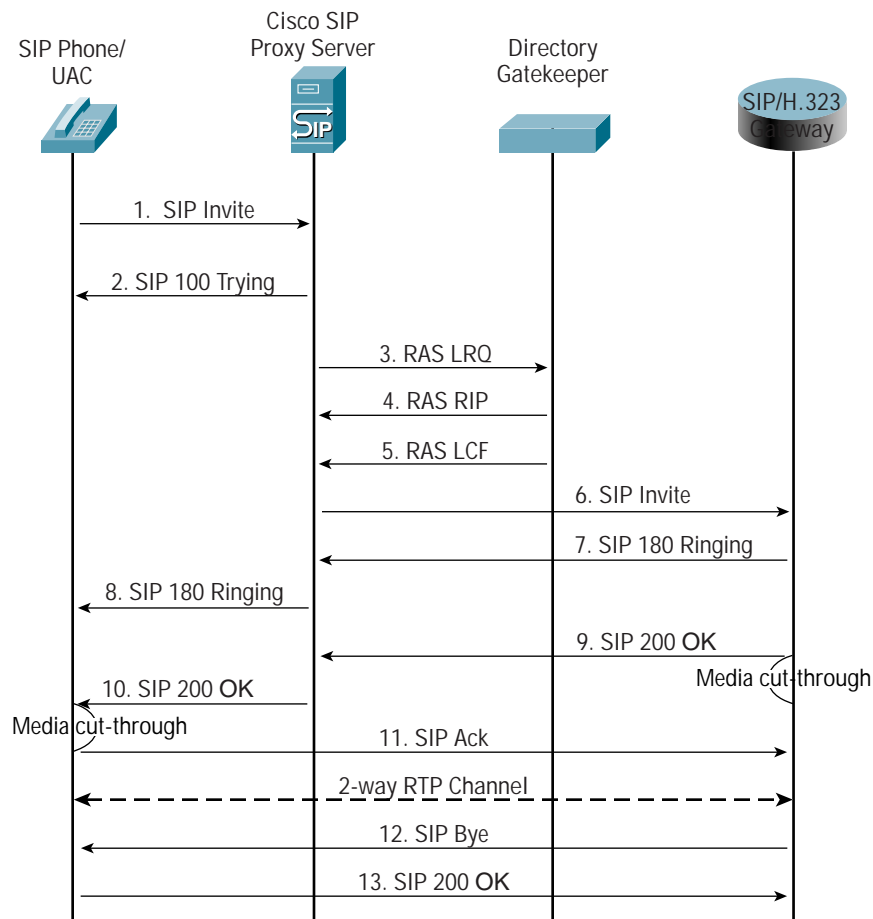 SIP Phone/
UAC
Cisco SIP
Proxy Server
Directory
Gatekeeper
SIP/H.323
Gateway
SIP
1. SIP Invite
2. SIP 100 Trying
3. RAS LRQ
4. RAS RIP
5. RAS LCF
6. SIP Invite
7. SIP 180 Ringing
8. SIP 180 Ringing
9. SIP 200 OK
Media cut-through
10. SIP 200 OK
Media cut-through
11. SIP Ack
2-way RTP Channel
12. SIP Bye
13. SIP 200 OK